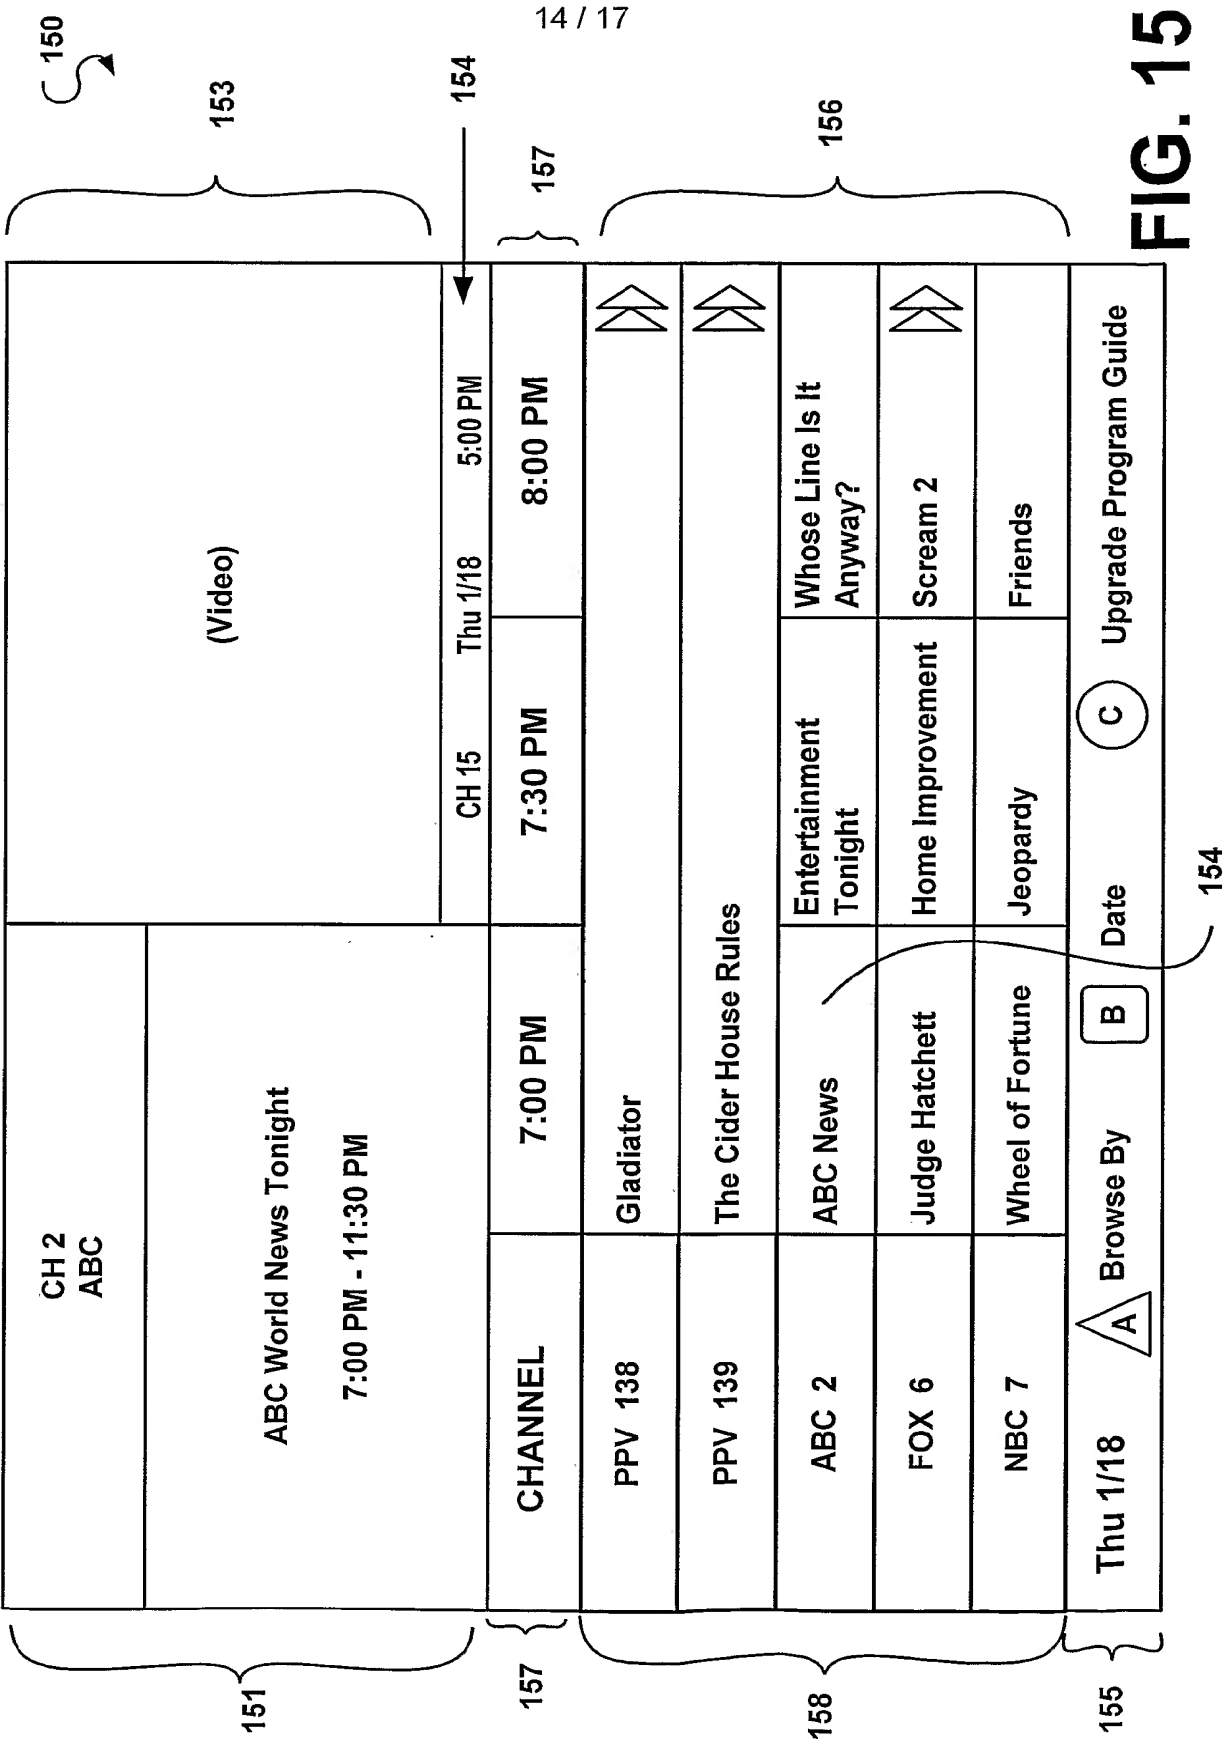 14 / 17
150
153
154
157
156
CH 2
ABC
ABC World News Tonight
7:00 PM - 11:30 PM
(Video)
CH 15 Thu 1/18 5:00 PM
CHANNEL 7:00 PM 7:30 PM 8:00 PM
PPV 138 Gladiator
PPV 139 The Cider House Rules
ABC 2 ABC News Entertainment Tonight Whose Line Is It Anyway?
FOX 6 Judge Hatchett Home Improvement Scream 2
NBC 7 Wheel of Fortune Jeopardy Friends
Thu 1/18 A Browse By B Date C Upgrade Program Guide
151
157
158
155
154
FIG. 15